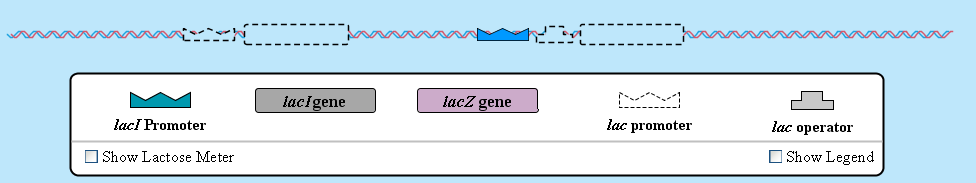 lacI gene
lacZ gene
lacI Promoter
lac promoter
lac operator
Show Lactose Meter
Show Legend